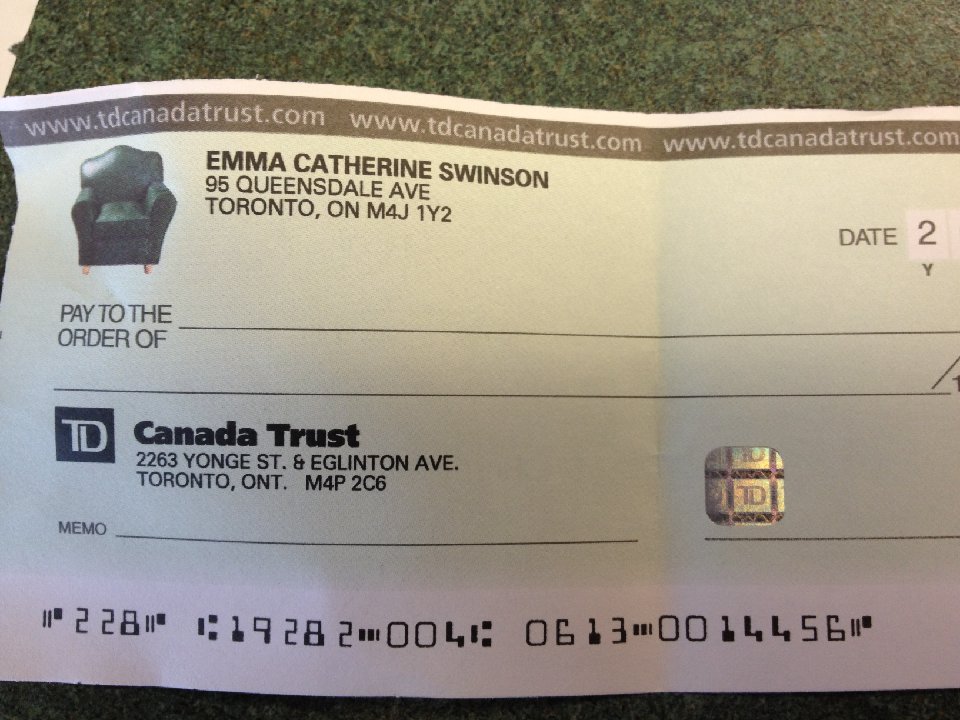 www.tdcanadatrust.com www.tdcanadatrust.com www.tdcanadatrust.com
EMMA CATHERINE SWINSON
95 QUEENSDALE AVE
TORONTO, ON M4J 1Y2
DATE 2
Y
PAY TO THE
ORDER OF
TD Canada Trust
2263 YONGE ST. & EGLINTON AVE.
TORONTO, ONT. M4P 2C6
TD
TD
MEMO
⑈228⑈ ⑆19282⑉004⑆ 0613⑉0014456⑈